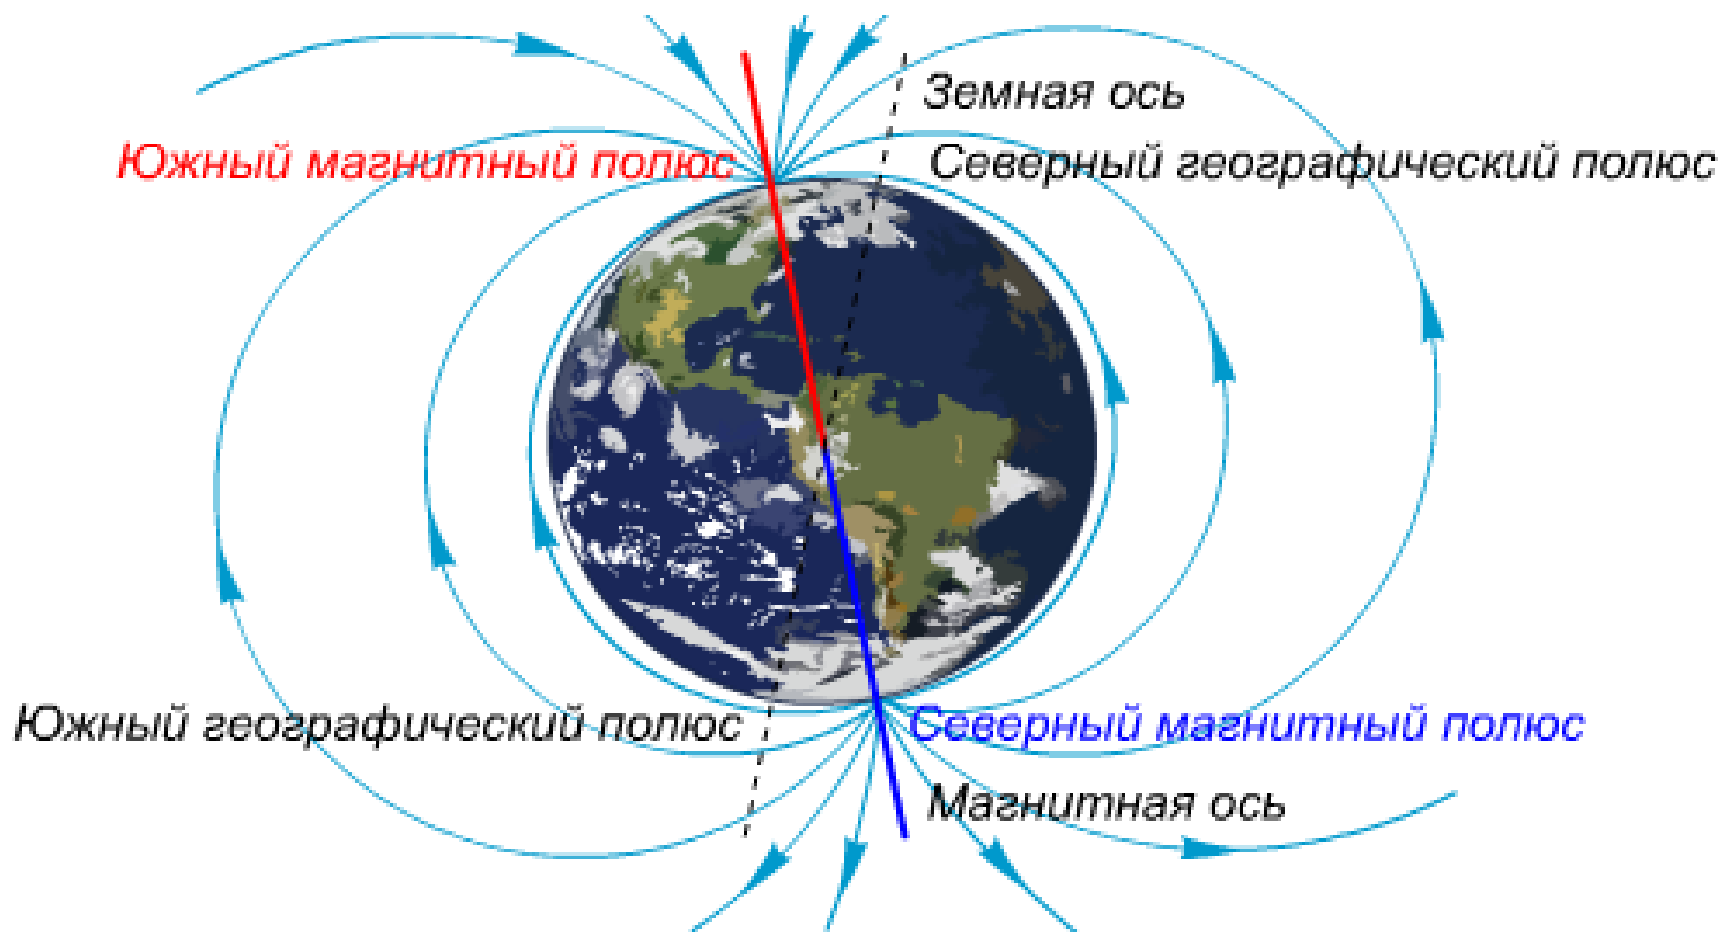 Земная ось
Южный магнитный полюс
Северный географический полюс
Южный географический полюс
Северный магнитный полюс
Магнитная ось